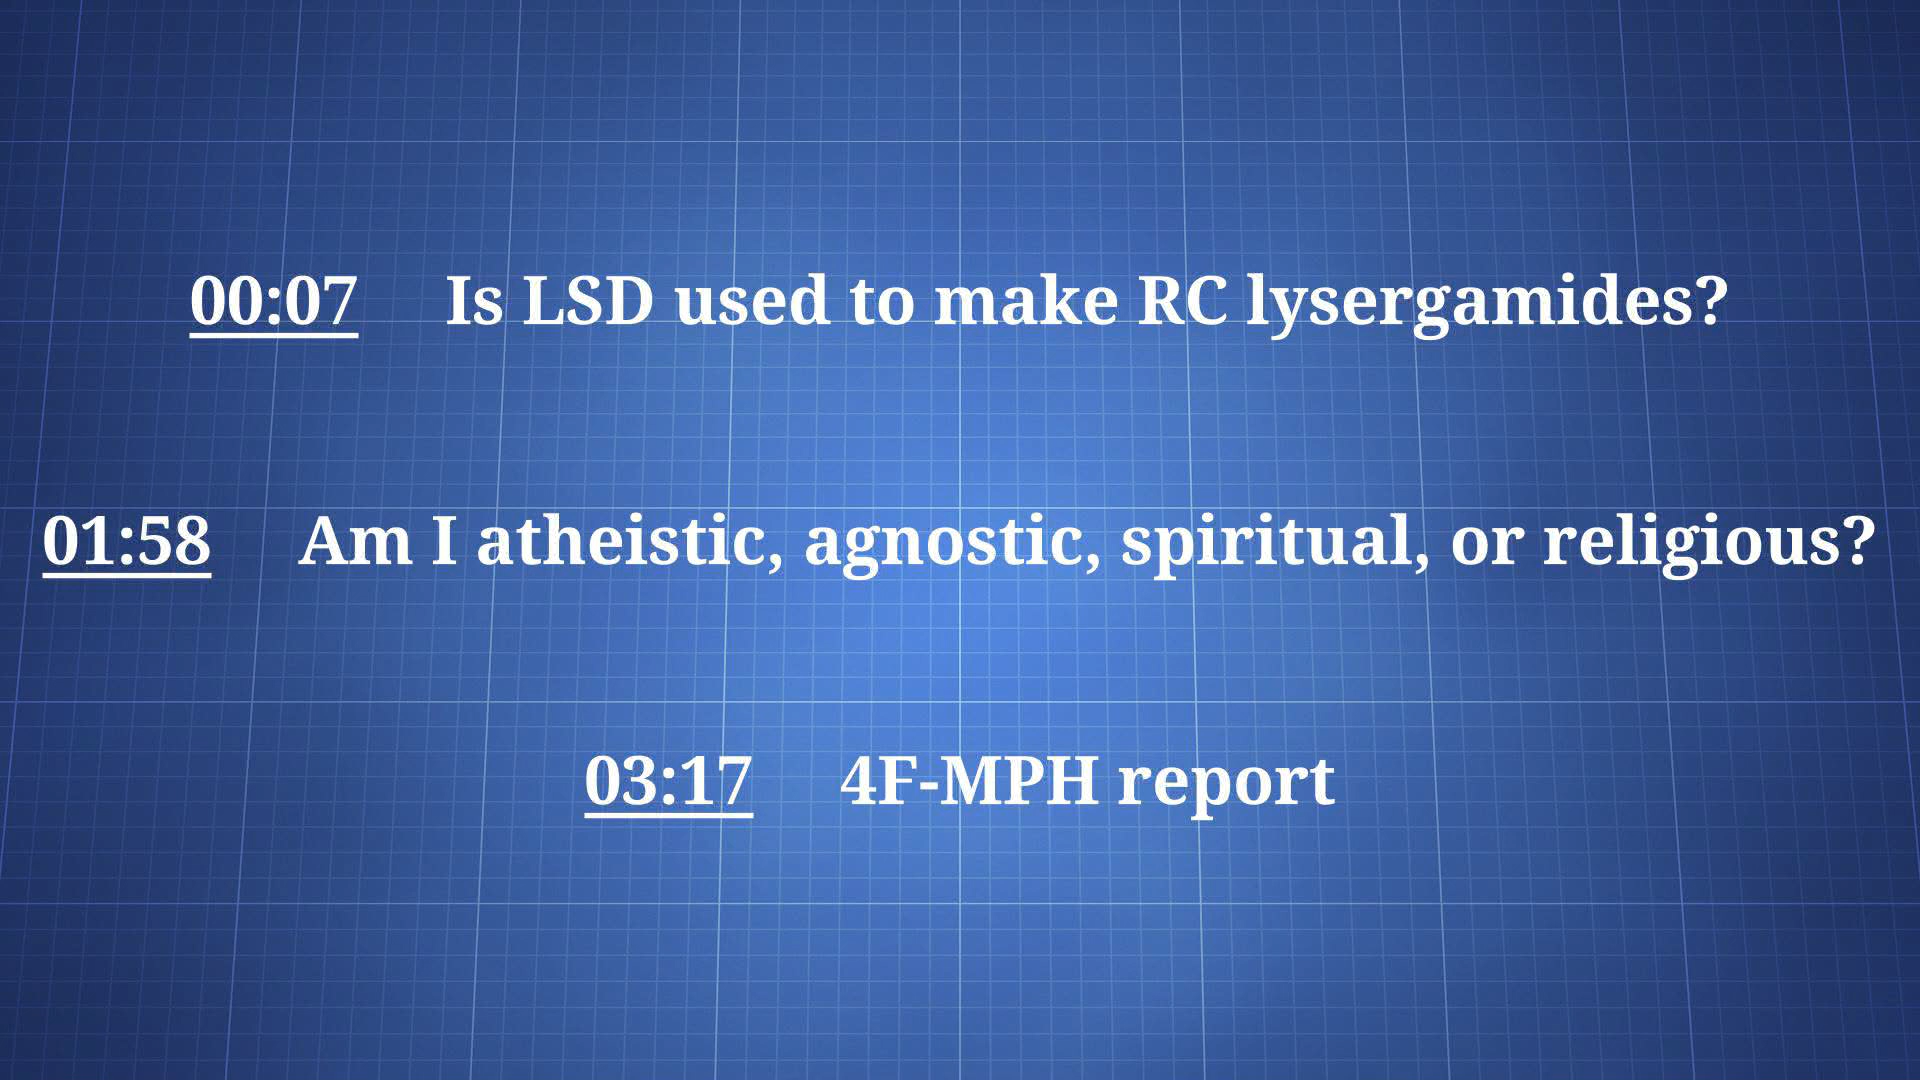 00:07 Is LSD used to make RC lysergamides?
01:58 Am I atheistic, agnostic, spiritual, or religious?
03:17 4F-MPH report